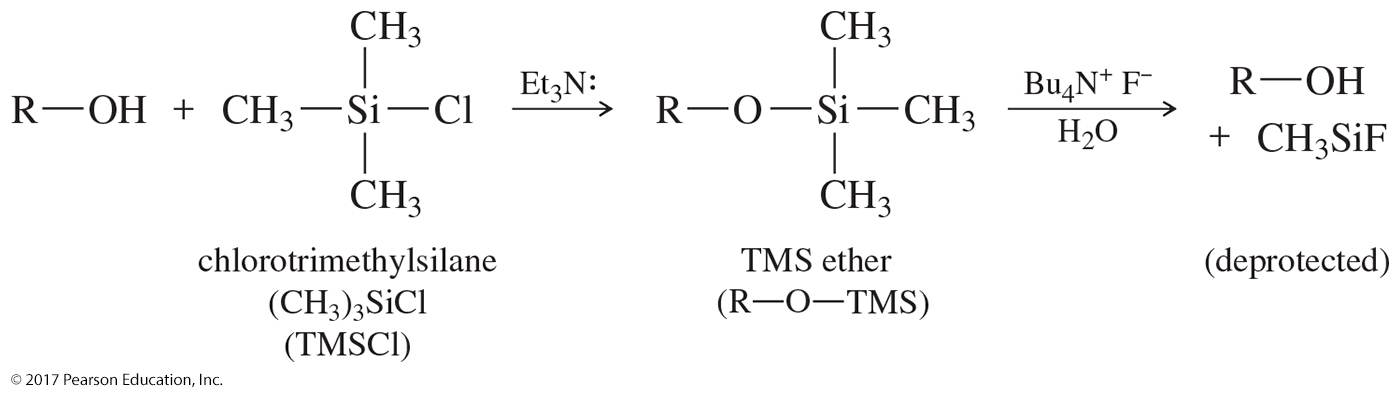 CH₃ CH₃
R—OH + CH₃—Si—Cl Et₃N: R—O—Si—CH₃ Bu₄N⁺ F⁻ H₂O R—OH
+ CH₃SiF
CH₃ CH₃
chlorotrimethylsilane TMS ether (deprotected)
(CH₃)₃SiCl (R—O—TMS)
(TMSCl)
© 2017 Pearson Education, Inc.